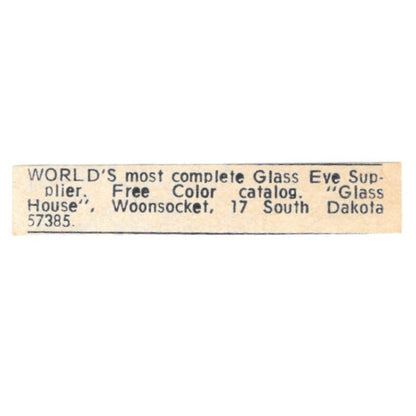 WORLD'S most complete Glass Eye Sup-
plier. Free Color catalog. "Glass
House", Woonsocket, 17 South Dakota
57385.